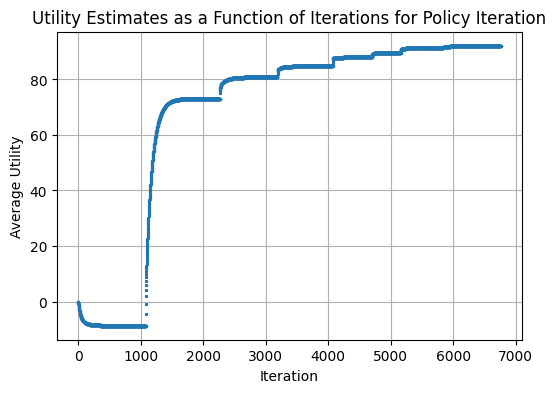 Utility Estimates as a Function of Iterations for Policy Iteration
Average Utility
80
60
40
20
0
0 1000 2000 3000 4000 5000 6000 7000
Iteration